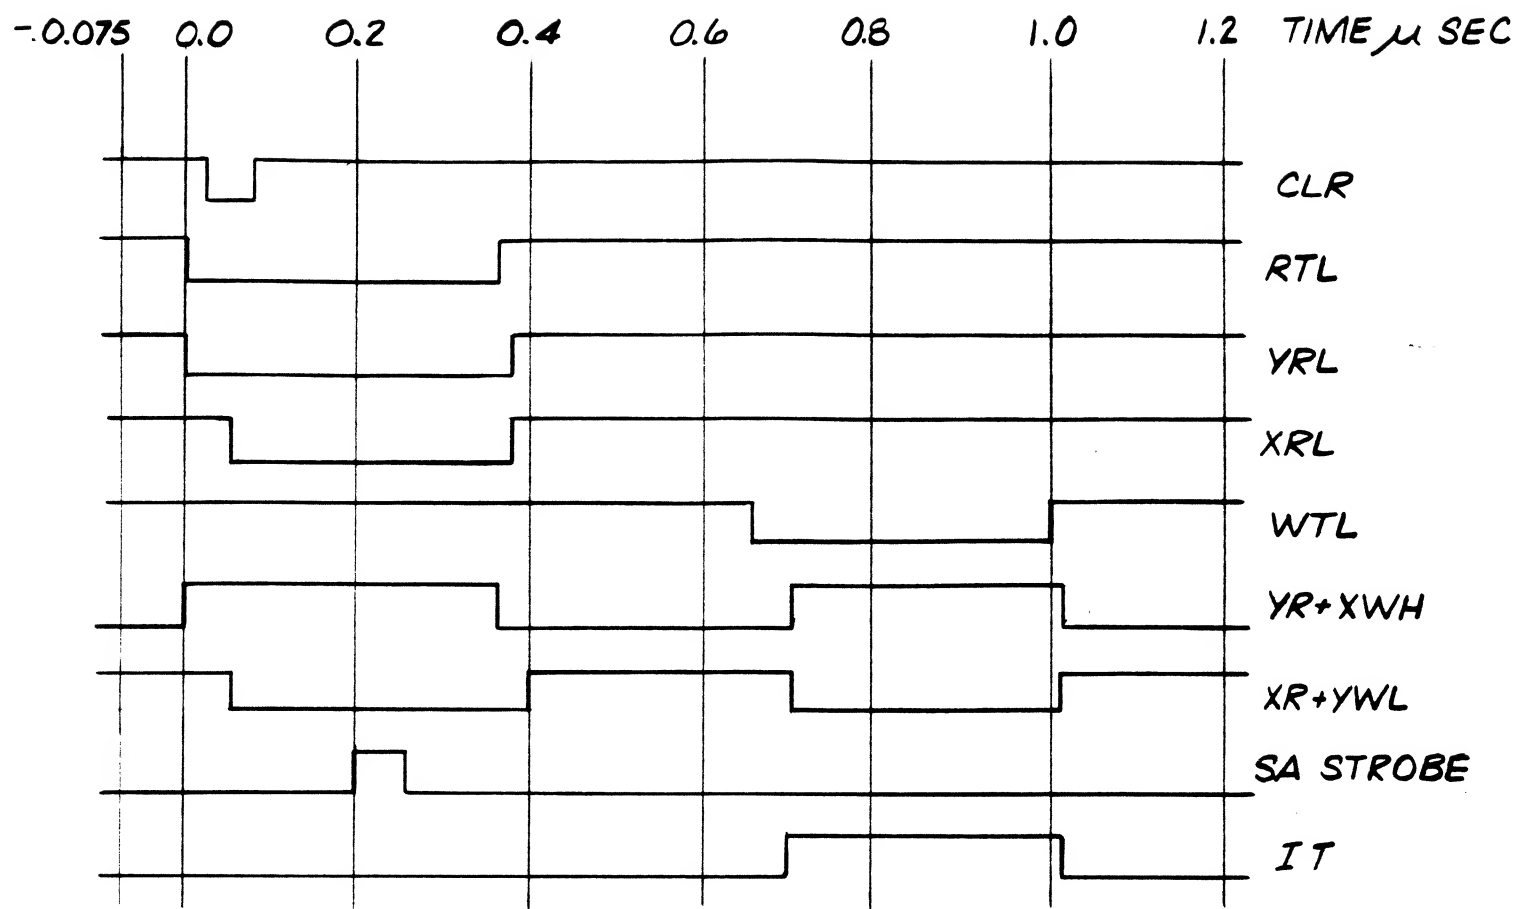 -.0.075 0.0 0.2 0.4 0.6 0.8 1.0 1.2 TIME μ SEC
CLR
RTL
YRL
XRL
WTL
YR+XWH
XR+YWL
SA STROBE
IT